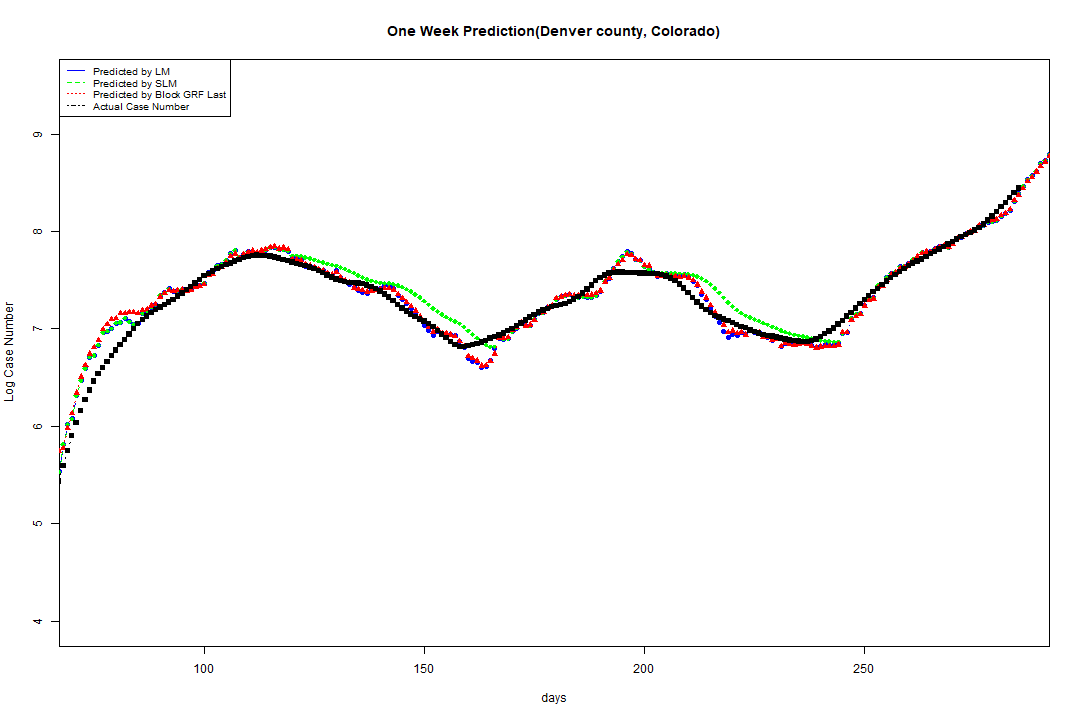 One Week Prediction(Denver county, Colorado)
Predicted by LM
Predicted by SLM
Predicted by Block GRF Last
Actual Case Number
9
8
7
6
5
4
Log Case Number
100 150 200 250
days